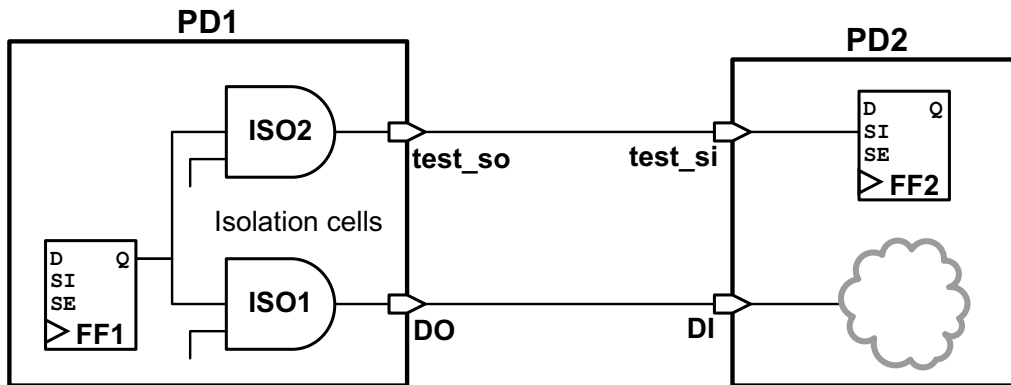 PD1
PD2
ISO2
D Q
SI
SE
FF2
test_so
test_si
Isolation cells
D Q
SI
SE
FF1
ISO1
DO
DI